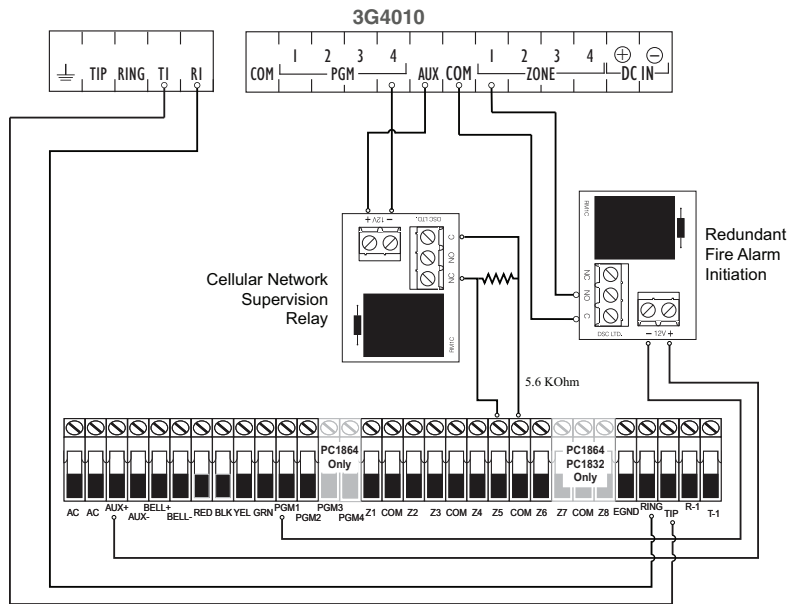 3G4010
TIP RING T1 R1
COM 1 2 3 4 PGM AUX COM 1 2 3 4 ZONE DC IN
+ 12V −
DSC LTD.
C
NO
NC
RM1C
Cellular Network
Supervision
Relay
RM1C
NC
NO
C
DSC LTD.
− 12V +
Redundant
Fire Alarm
Initiation
5.6 KOhm
PC1864
Only
PC1864
PC1832
Only
AC AC AUX+ AUX- BELL+ BELL- RED BLK YEL GRN PGM1 PGM2 PGM3 PGM4 Z1 COM Z2 Z3 COM Z4 Z5 COM Z6 Z7 COM Z8 EGND RING TIP R-1 T-1